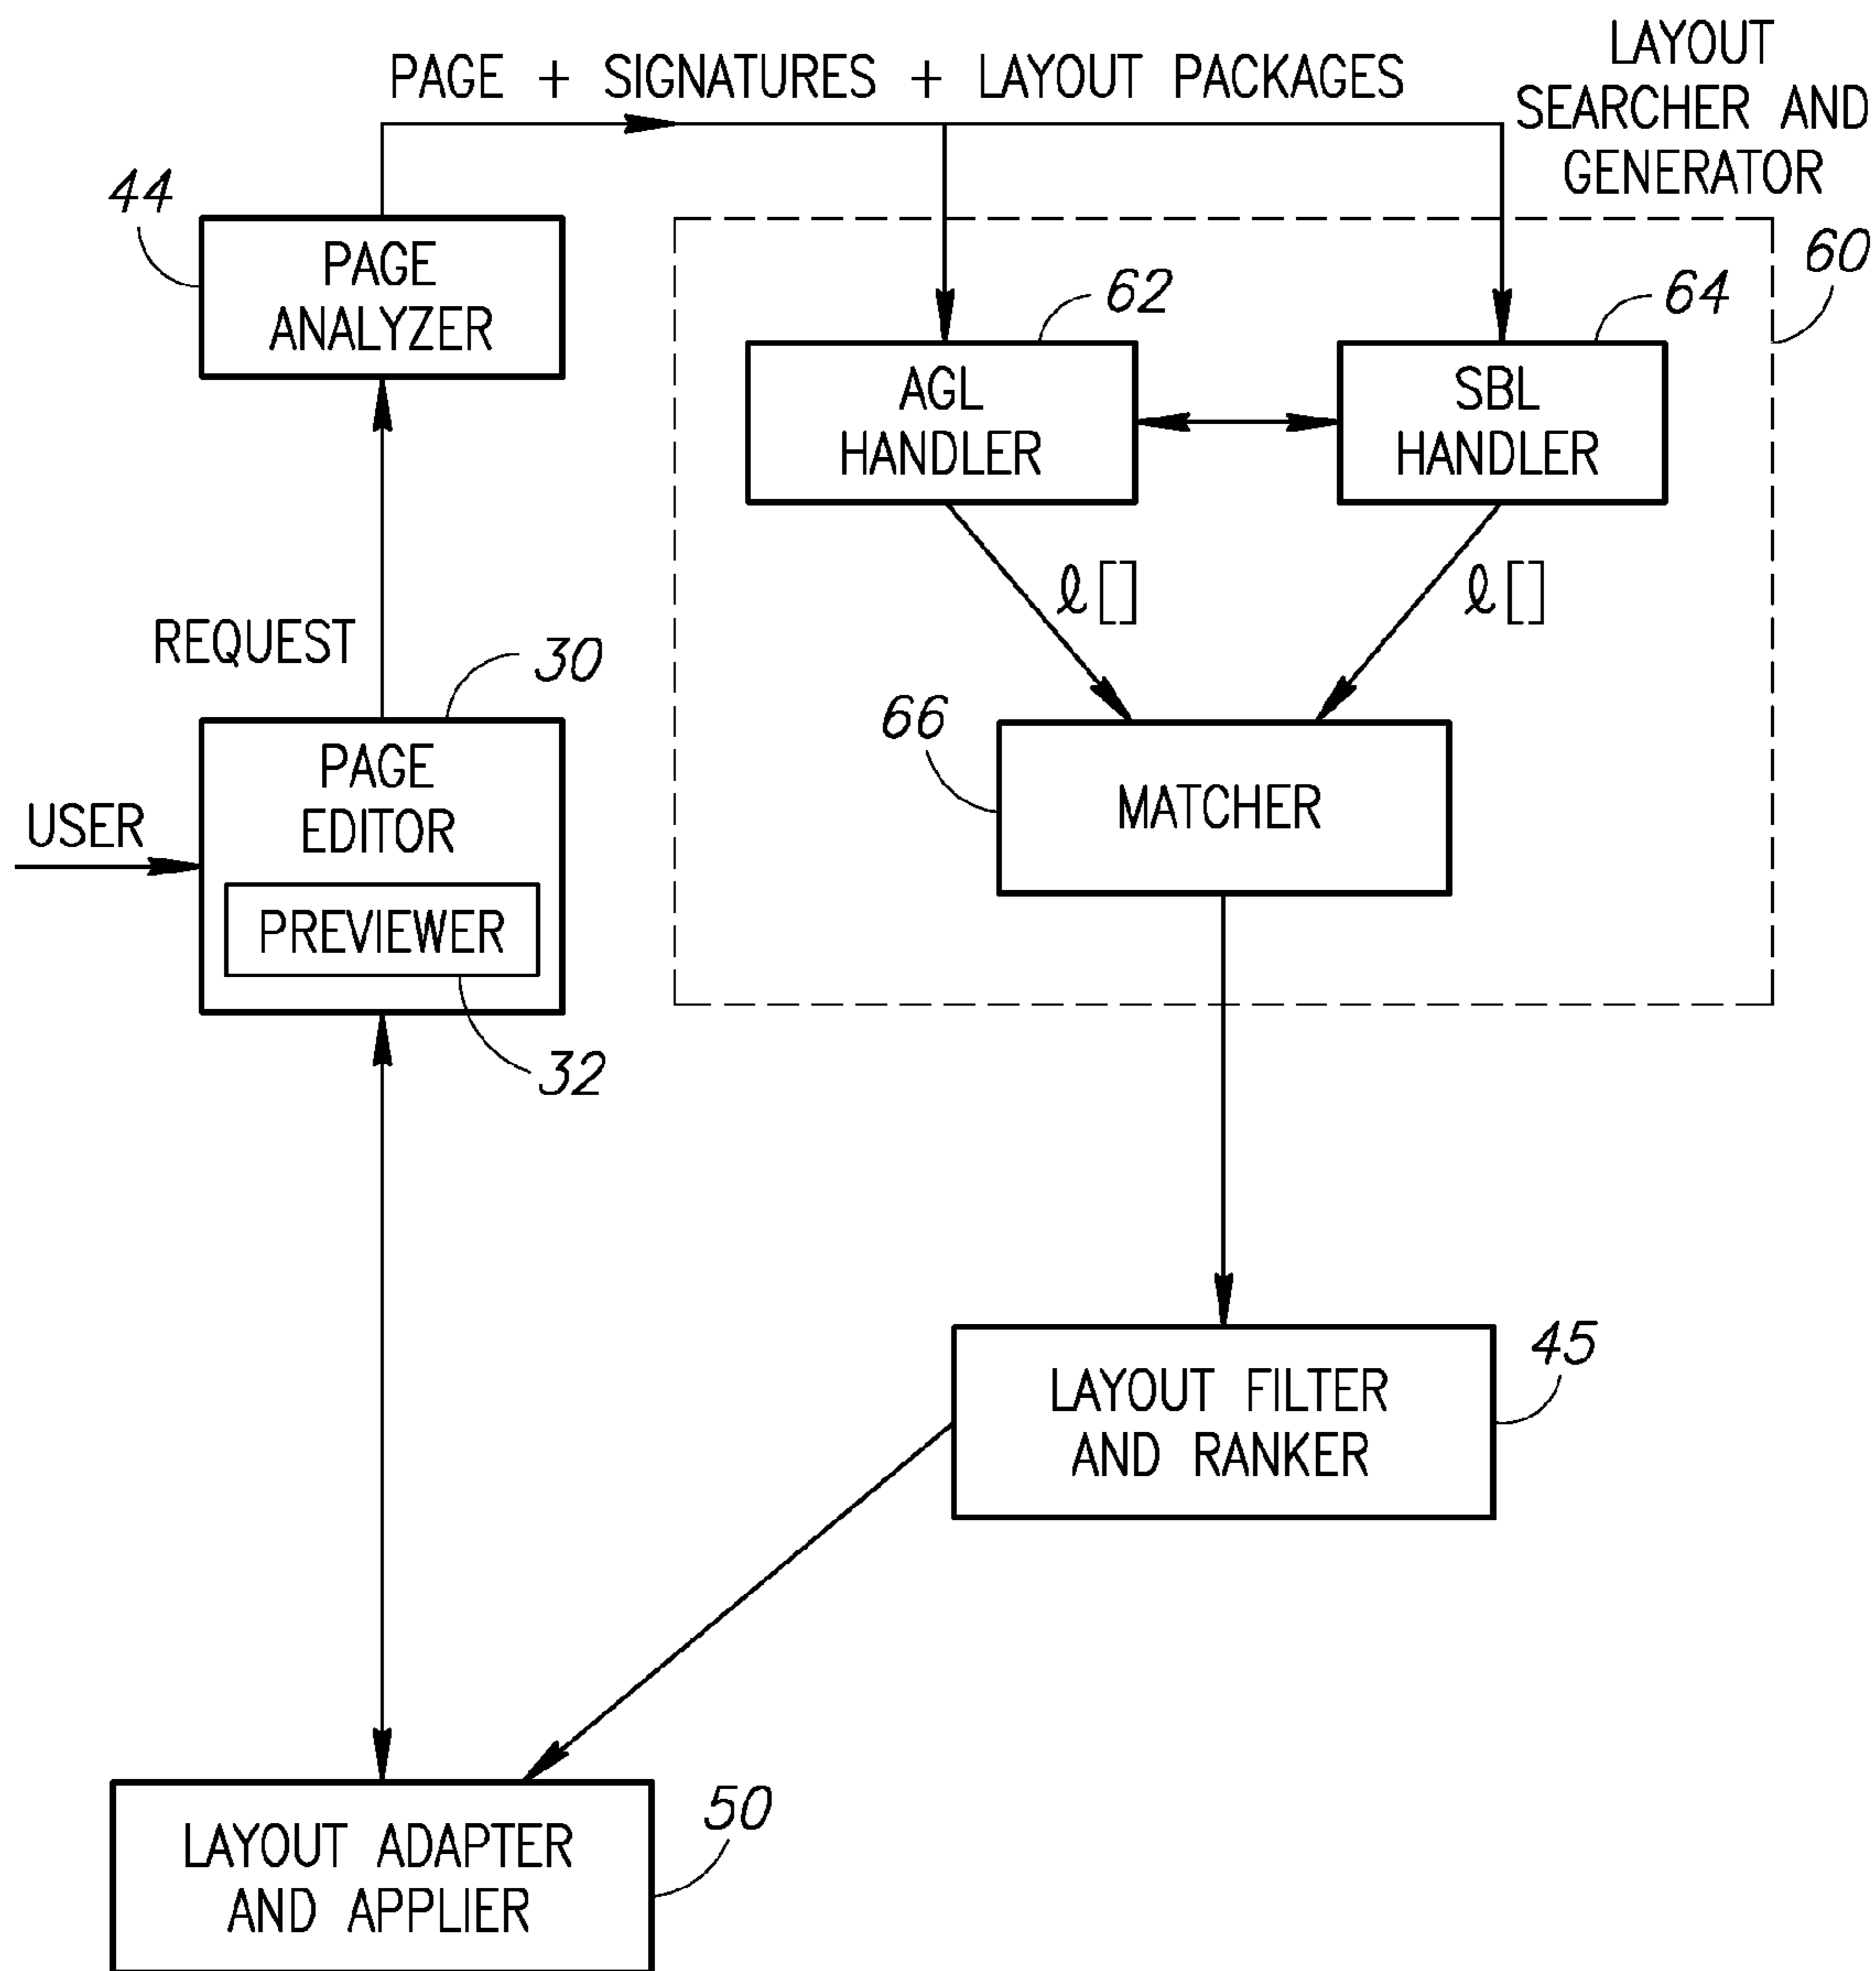 PAGE + SIGNATURES + LAYOUT PACKAGES
LAYOUT
SEARCHER AND
GENERATOR
60
44
PAGE
ANALYZER
62
AGL
HANDLER
64
SBL
HANDLER
ℓ []
ℓ []
REQUEST
30
PAGE
EDITOR
USER
PREVIEWER
32
66
MATCHER
45
LAYOUT FILTER
AND RANKER
50
LAYOUT ADAPTER
AND APPLIER